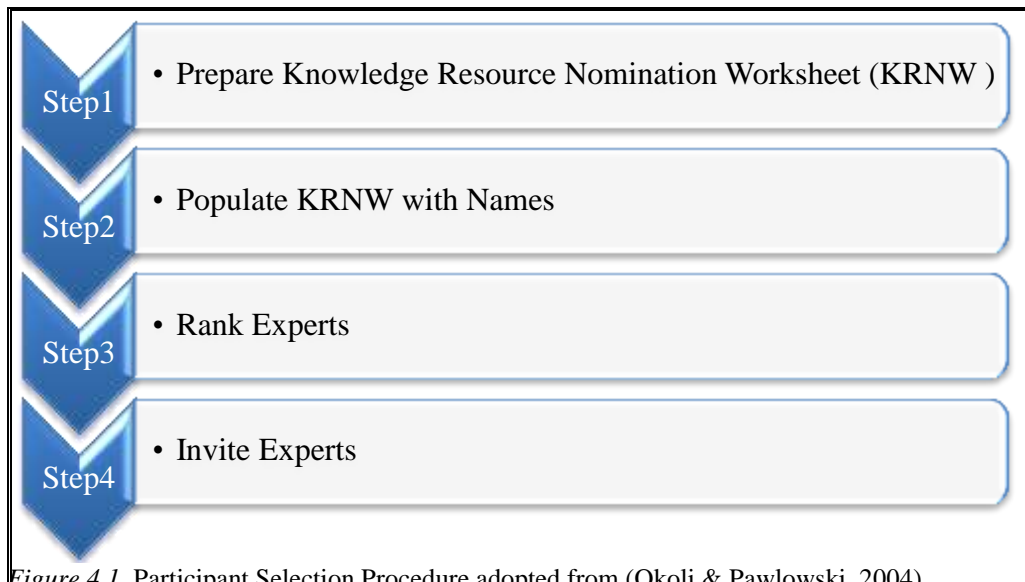 Step1
• Prepare Knowledge Resource Nomination Worksheet (KRNW )
Step2
• Populate KRNW with Names
Step3
• Rank Experts
Step4
• Invite Experts
Figure 4.1. Participant Selection Procedure adopted from (Okoli & Pawlowski, 2004)